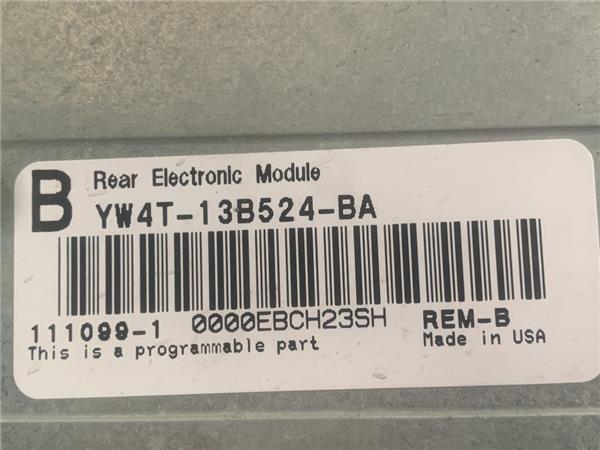 B Rear Electronic Module
YW4T-13B524-BA
111099-1 0000EBCH23SH REM-B
This is a programmable part Made in USA